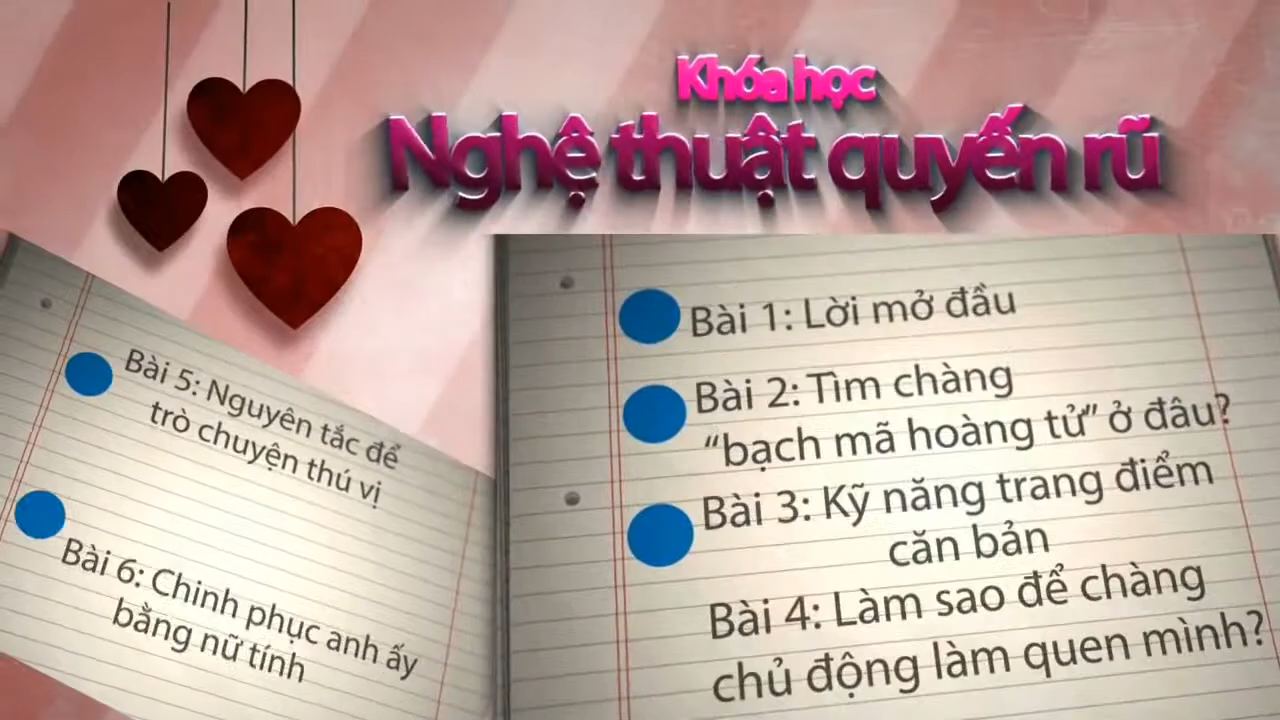 Khóa học
Nghệ thuật quyến rũ
Bài 1: Lời mở đầu
Bài 2: Tìm chàng
“bạch mã hoàng tử” ở đâu?
Bài 3: Kỹ năng trang điểm
căn bản
Bài 4: Làm sao để chàng
chủ động làm quen mình?
Bài 5: Nguyên tắc để
trò chuyện thú vị
Bài 6: Chinh phục anh ấy
bằng nữ tính